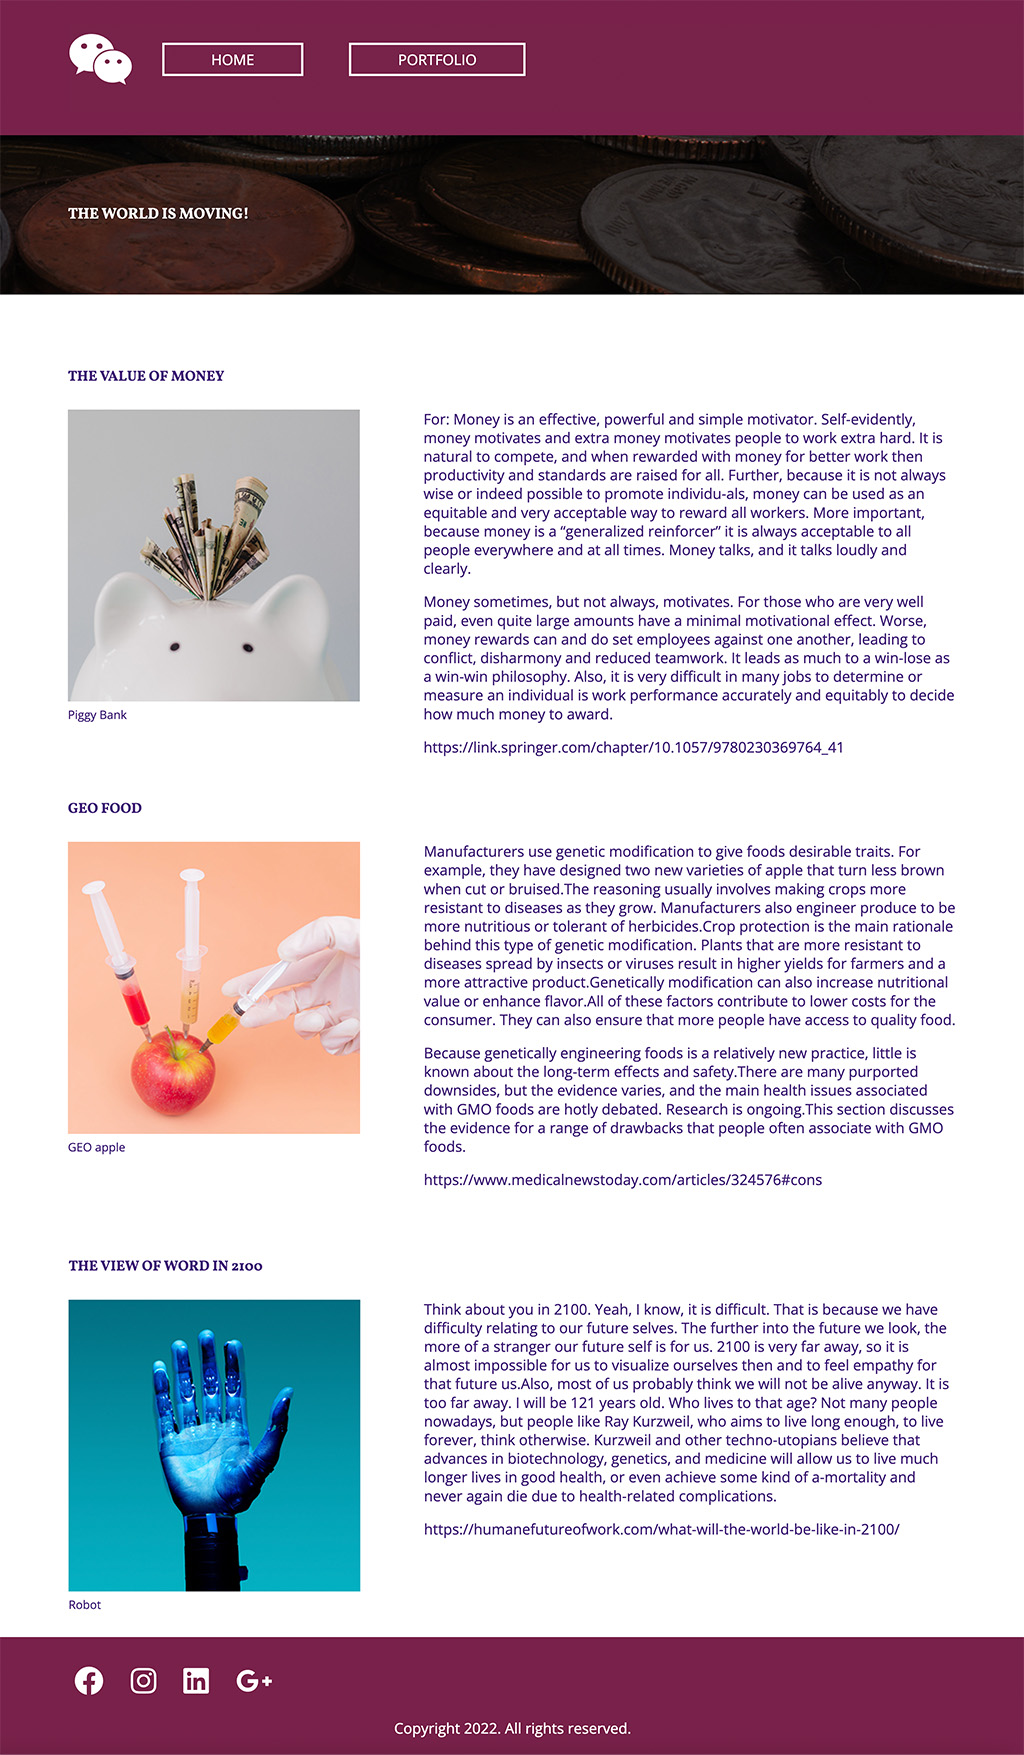 HOME
PORTFOLIO
THE WORLD IS MOVING!
THE VALUE OF MONEY
For: Money is an effective, powerful and simple motivator. Self-evidently,
money motivates and extra money motivates people to work extra hard. It is
natural to compete, and when rewarded with money for better work then
productivity and standards are raised for all. Further, because it is not always
wise or indeed possible to promote individu-als, money can be used as an
equitable and very acceptable way to reward all workers. More important,
because money is a “generalized reinforcer” it is always acceptable to all
people everywhere and at all times. Money talks, and it talks loudly and
clearly.
Money sometimes, but not always, motivates. For those who are very well
paid, even quite large amounts have a minimal motivational effect. Worse,
money rewards can and do set employees against one another, leading to
conflict, disharmony and reduced teamwork. It leads as much to a win-lose as
a win-win philosophy. Also, it is very difficult in many jobs to determine or
measure an individual is work performance accurately and equitably to decide
how much money to award.
https://link.springer.com/chapter/10.1057/9780230369764_41
Piggy Bank
GEO FOOD
Manufacturers use genetic modification to give foods desirable traits. For
example, they have designed two new varieties of apple that turn less brown
when cut or bruised.The reasoning usually involves making crops more
resistant to diseases as they grow. Manufacturers also engineer produce to be
more nutritious or tolerant of herbicides.Crop protection is the main rationale
behind this type of genetic modification. Plants that are more resistant to
diseases spread by insects or viruses result in higher yields for farmers and a
more attractive product.Genetically modification can also increase nutritional
value or enhance flavor.All of these factors contribute to lower costs for the
consumer. They can also ensure that more people have access to quality food.
Because genetically engineering foods is a relatively new practice, little is
known about the long-term effects and safety.There are many purported
downsides, but the evidence varies, and the main health issues associated
with GMO foods are hotly debated. Research is ongoing.This section discusses
the evidence for a range of drawbacks that people often associate with GMO
foods.
https://www.medicalnewstoday.com/articles/324576#cons
GEO apple
THE VIEW OF WORD IN 2100
Think about you in 2100. Yeah, I know, it is difficult. That is because we have
difficulty relating to our future selves. The further into the future we look, the
more of a stranger our future self is for us. 2100 is very far away, so it is
almost impossible for us to visualize ourselves then and to feel empathy for
that future us.Also, most of us probably think we will not be alive anyway. It is
too far away. I will be 121 years old. Who lives to that age? Not many people
nowadays, but people like Ray Kurzweil, who aims to live long enough, to live
forever, think otherwise. Kurzweil and other techno-utopians believe that
advances in biotechnology, genetics, and medicine will allow us to live much
longer lives in good health, or even achieve some kind of a-mortality and
never again die due to health-related complications.
https://humanefutureofwork.com/what-will-the-world-be-like-in-2100/
Robot
Copyright 2022. All rights reserved.